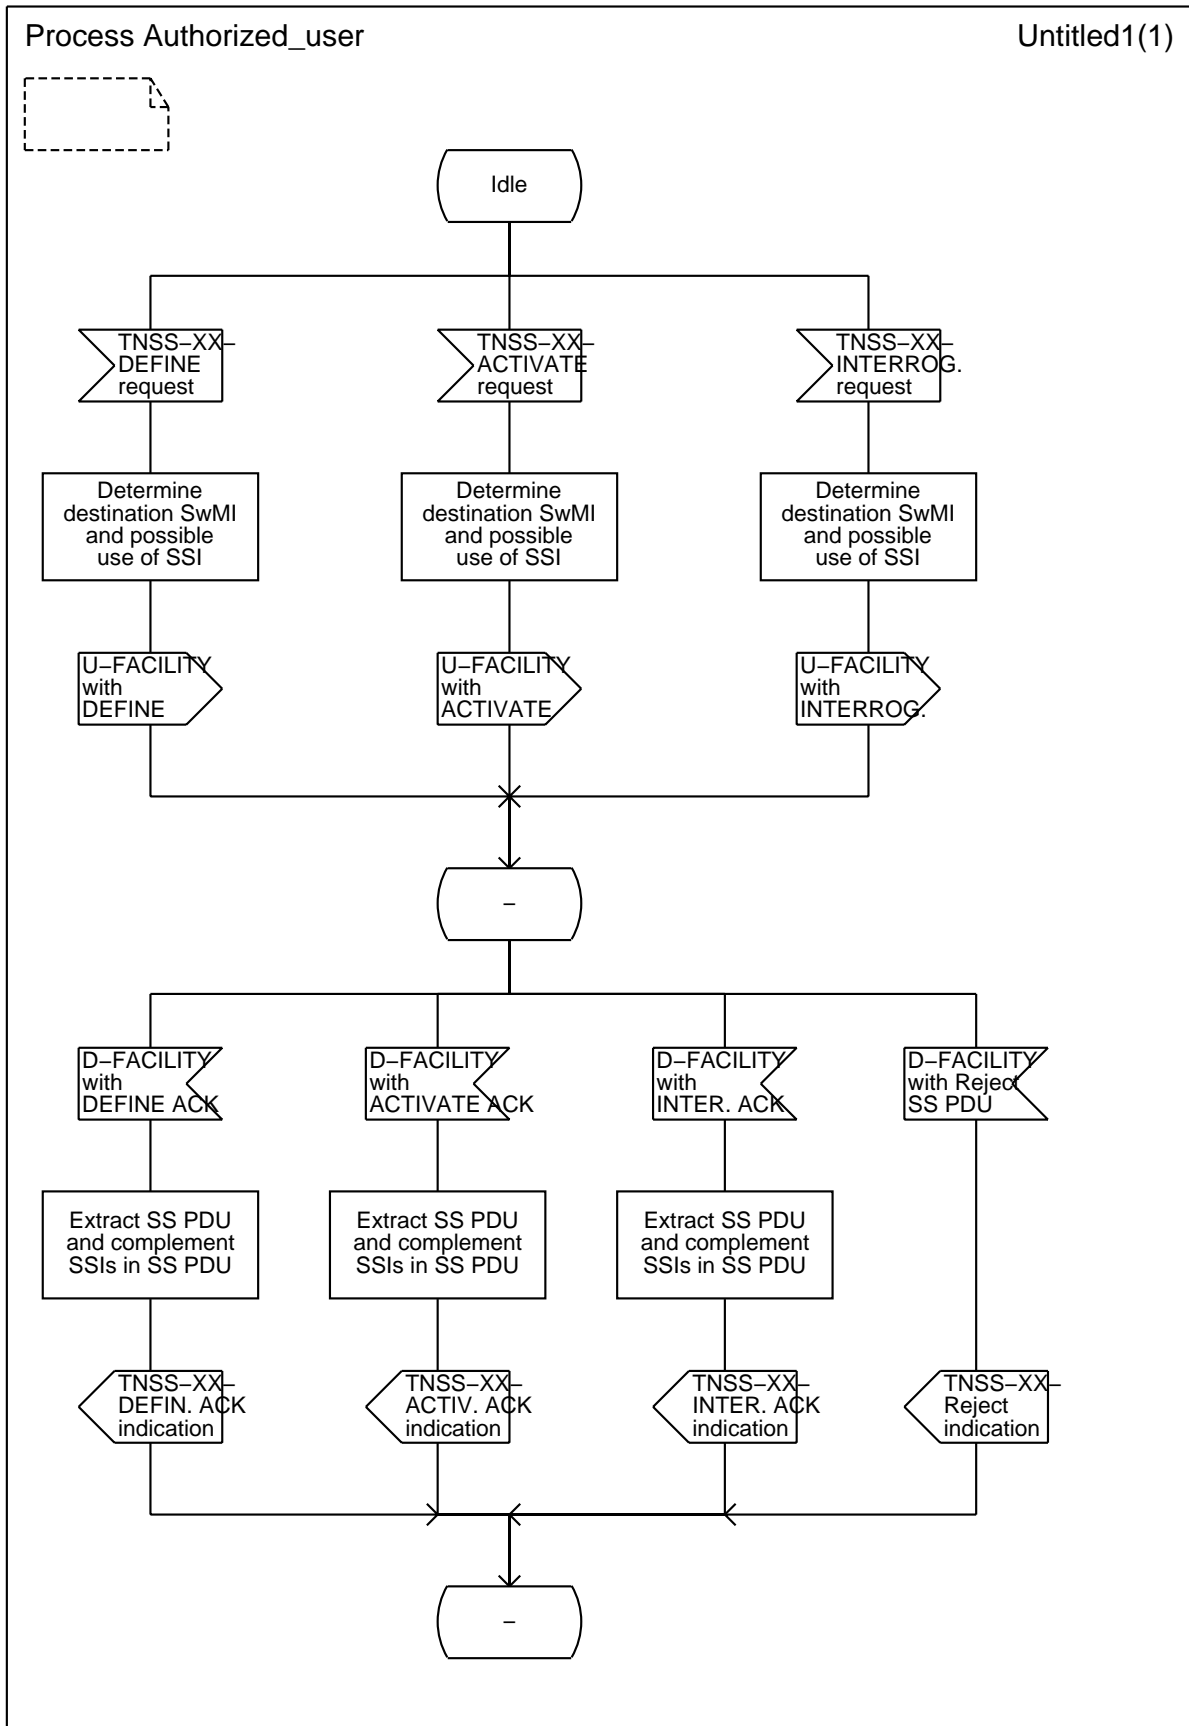 Process Authorized_user
Untitled1(1)
Idle
TNSS–XX–
DEFINE
request
TNSS–XX–
ACTIVATE
request
TNSS–XX–
INTERROG.
request
Determine
destination SwMI
and possible
use of SSI
Determine
destination SwMI
and possible
use of SSI
Determine
destination SwMI
and possible
use of SSI
U–FACILITY
with
DEFINE
U–FACILITY
with
ACTIVATE
U–FACILITY
with
INTERROG.
–
D–FACILITY
with
DEFINE ACK
D–FACILITY
with
ACTIVATE ACK
D–FACILITY
with
INTER. ACK
D–FACILITY
with Reject
SS PDU
Extract SS PDU
and complement
SSIs in SS PDU
Extract SS PDU
and complement
SSIs in SS PDU
Extract SS PDU
and complement
SSIs in SS PDU
TNSS–XX–
DEFIN. ACK
indication
TNSS–XX–
ACTIV. ACK
indication
TNSS–XX–
INTER. ACK
indication
TNSS–XX–
Reject
indication
–